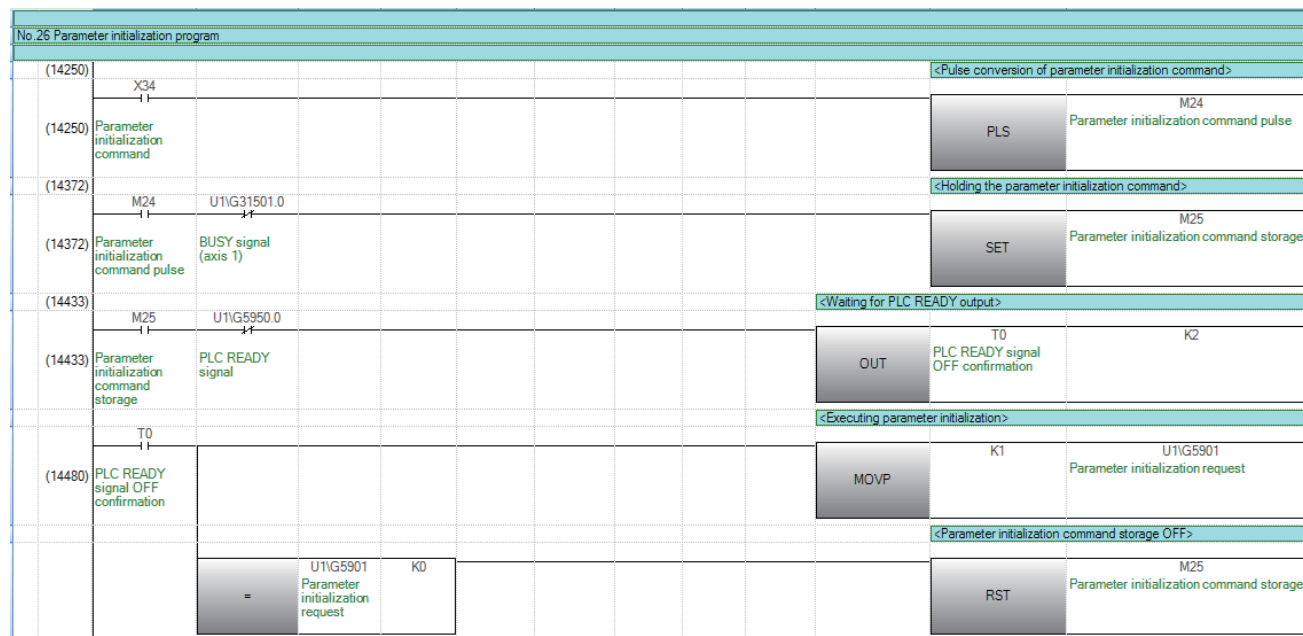 No.26 Parameter initialization program
(14250)
<Pulse conversion of parameter initialization command>
X34
M24
(14250)
Parameter
initialization
command
PLS
Parameter initialization command pulse
(14372)
<Holding the parameter initialization command>
M24
U1\G31501.0
M25
(14372)
Parameter
initialization
command pulse
BUSY signal
(axis 1)
SET
Parameter initialization command storage
(14433)
<Waiting for PLC READY output>
M25
U1\G5950.0
T0
K2
(14433)
Parameter
initialization
command
storage
PLC READY
signal
OUT
PLC READY signal
OFF confirmation
<Executing parameter initialization>
T0
K1
U1\G5901
(14480)
PLC READY
signal OFF
confirmation
MOVP
Parameter initialization request
<Parameter initialization command storage OFF>
U1\G5901
K0
M25
=
Parameter
initialization
request
RST
Parameter initialization command storage